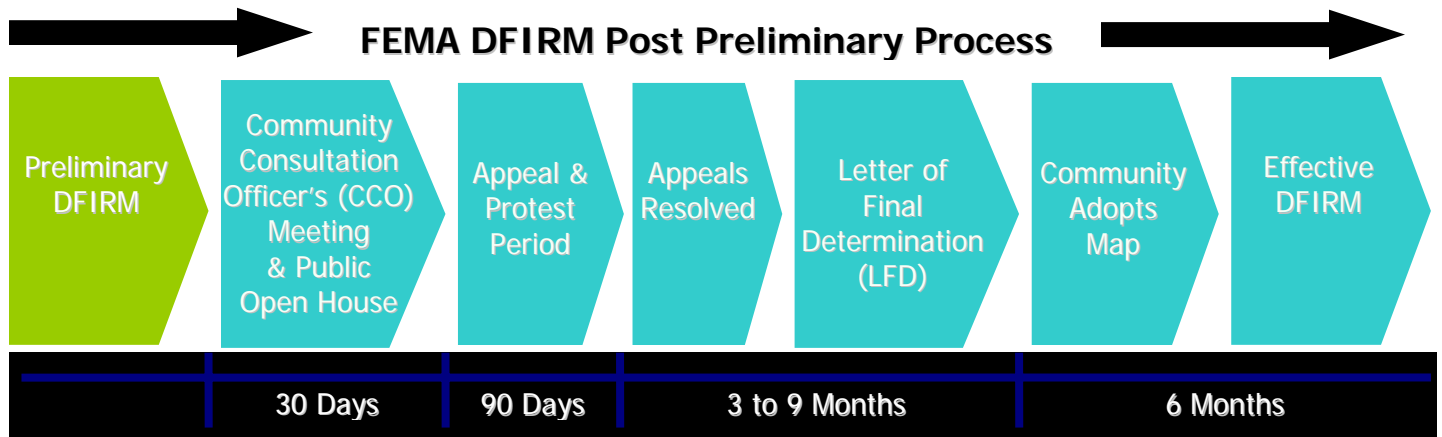 FEMA DFIRM Post Preliminary Process
Preliminary
DFIRM
Community
Consultation
Officer's (CCO)
Meeting
& Public
Open House
Appeal &
Protest
Period
Appeals
Resolved
Letter of
Final
Determination
(LFD)
Community
Adopts
Map
Effective
DFIRM
30 Days
90 Days
3 to 9 Months
6 Months